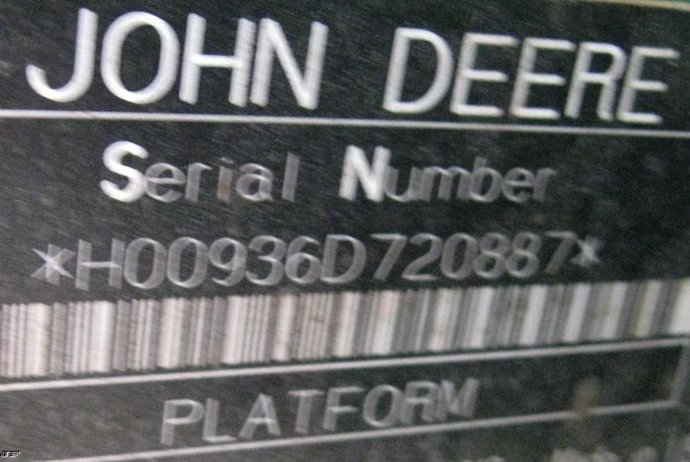 JOHN DEERE
Serial Number
*H00936D720887*
PLATFORM